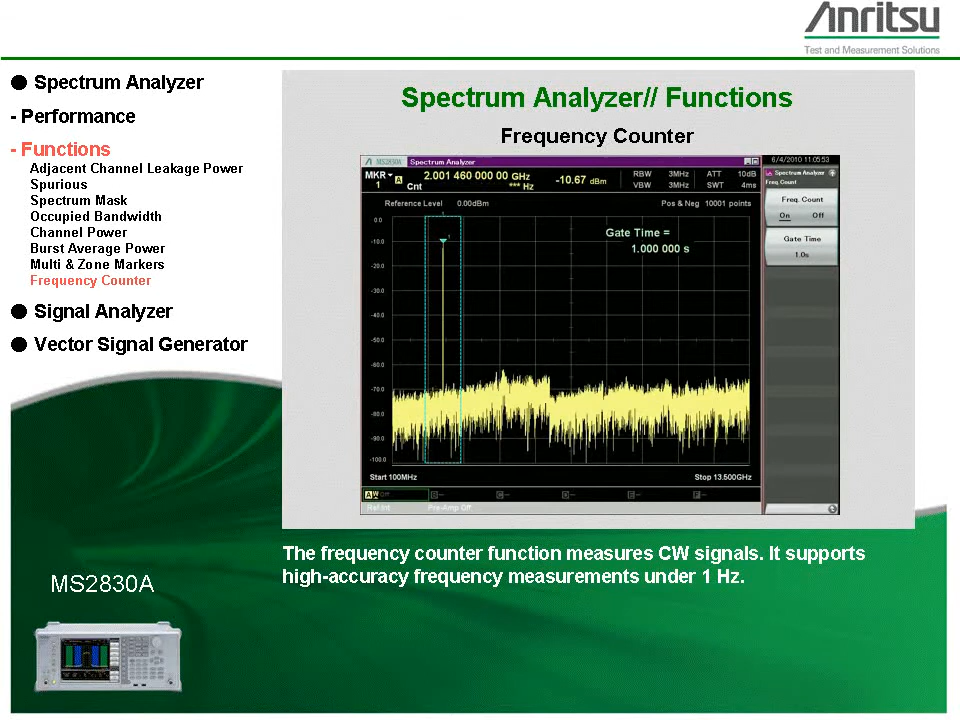 Anritsu
Test and Measurement Solutions
● Spectrum Analyzer
- Performance
- Functions
Adjacent Channel Leakage Power
Spurious
Spectrum Mask
Occupied Bandwidth
Channel Power
Burst Average Power
Multi & Zone Markers
Frequency Counter
● Signal Analyzer
● Vector Signal Generator
Spectrum Analyzer// Functions
Frequency Counter
MS2830A Spectrum Analyzer 6/4/2010 11:05:53
MKR 1 A Cnt 2.001 460 000 00 GHz *** Hz -10.67 dBm
RBW 3MHz ATT 10dB
VBW 3MHz SWT 4ms
Spectrum Analyzer
Freq.Count
Freq. Count
On Off
Gate Time
1.0s
Reference Level 0.00dBm Pos & Neg 10001 points
Gate Time =
1.000 000 s
1
0.0
-10.0
-20.0
-30.0
-40.0
-50.0
-60.0
-70.0
-80.0
-90.0
-100.0
Start 100MHz Stop 13.500GHz
Ref.Int Pre-Amp Off
The frequency counter function measures CW signals. It supports
high-accuracy frequency measurements under 1 Hz.
MS2830A